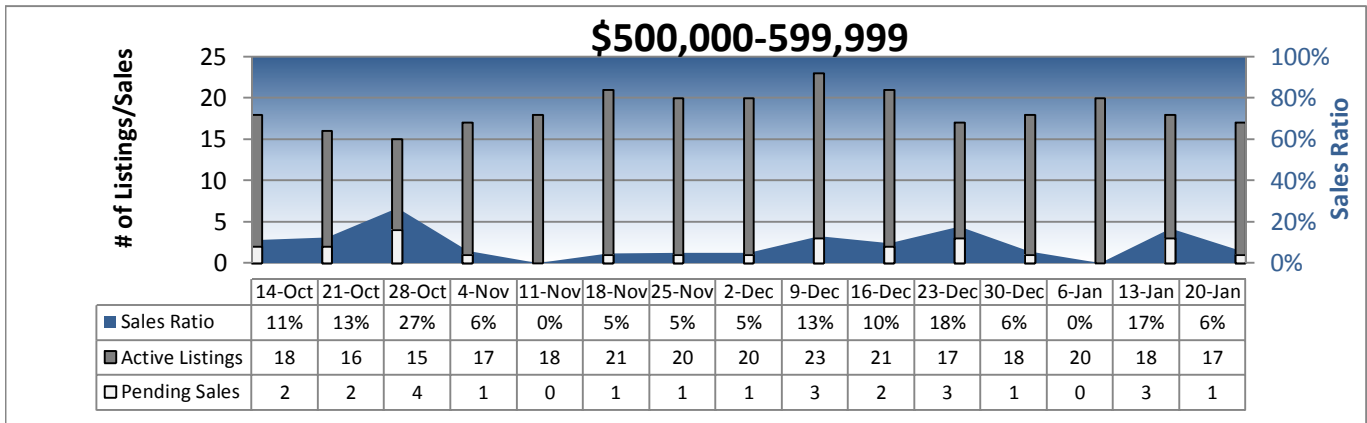 $500,000-599,999
# of Listings/Sales
25
20
15
10
5
0
100%
80%
60%
40%
20%
0%
Sales Ratio
14-Oct 21-Oct 28-Oct 4-Nov 11-Nov 18-Nov 25-Nov 2-Dec 9-Dec 16-Dec 23-Dec 30-Dec 6-Jan 13-Jan 20-Jan
Sales Ratio 11% 13% 27% 6% 0% 5% 5% 5% 13% 10% 18% 6% 0% 17% 6%
Active Listings 18 16 15 17 18 21 20 20 23 21 17 18 20 18 17
Pending Sales 2 2 4 1 0 1 1 1 3 2 3 1 0 3 1